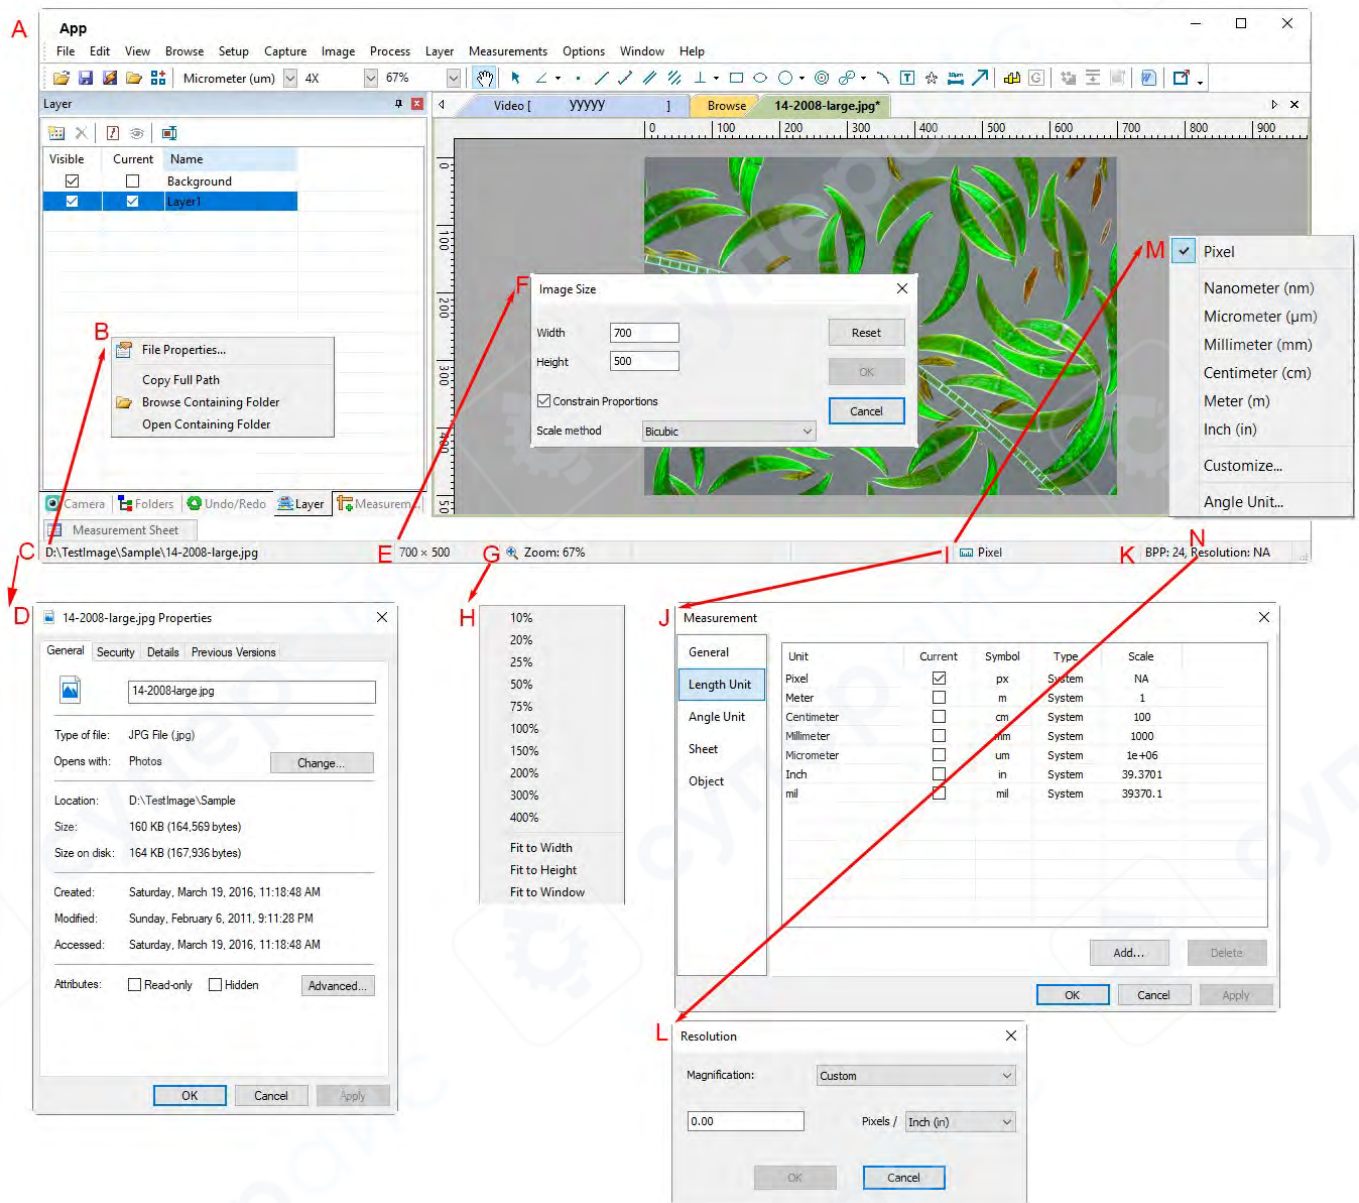 A
App
File Edit View Browse Setup Capture Image Process Layer Measurements Options Window Help
Micrometer (um) 4X 67%
Layer
Video [ yyyyy ] Browse 14-2008-large.jpg*
0 100 200 300 400 500 600 700 800 900
Visible Current Name
Background
Layer1
0
100
200
300
400
50
B
File Properties...
Copy Full Path
Browse Containing Folder
Open Containing Folder
F
Image Size
Width 700 Reset
Height 500 OK
Constrain Proportions Cancel
Scale method Bicubic
M
Pixel
Nanometer (nm)
Micrometer (μm)
Millimeter (mm)
Centimeter (cm)
Meter (m)
Inch (in)
Customize...
Angle Unit...
Camera Folders Undo/Redo Layer Measurem...
Measurement Sheet
C D:\TestImage\Sample\14-2008-large.jpg E 700 × 500 G Zoom: 67% I Pixel K BPP: 24, Resolution: NA
N
D
14-2008-large.jpg Properties
General Security Details Previous Versions
14-2008-large.jpg
Type of file: JPG File (.jpg)
Opens with: Photos Change...
Location: D:\TestImage\Sample
Size: 160 KB (164,569 bytes)
Size on disk: 164 KB (167,936 bytes)
Created: Saturday, March 19, 2016, 11:18:48 AM
Modified: Sunday, February 6, 2011, 9:11:28 PM
Accessed: Saturday, March 19, 2016, 11:18:48 AM
Attributes: Read-only Hidden Advanced...
OK Cancel Apply
H
10%
20%
25%
50%
75%
100%
150%
200%
300%
400%
Fit to Width
Fit to Height
Fit to Window
J
Measurement
General
Length Unit
Angle Unit
Sheet
Object
Unit Current Symbol Type Scale
Pixel px System NA
Meter m System 1
Centimeter cm System 100
Millimeter mm System 1000
Micrometer um System 1e+06
Inch in System 39.3701
mil mil System 39370.1
Add... Delete
OK Cancel Apply
L
Resolution
Magnification: Custom
0.00 Pixels / Inch (in)
OK Cancel